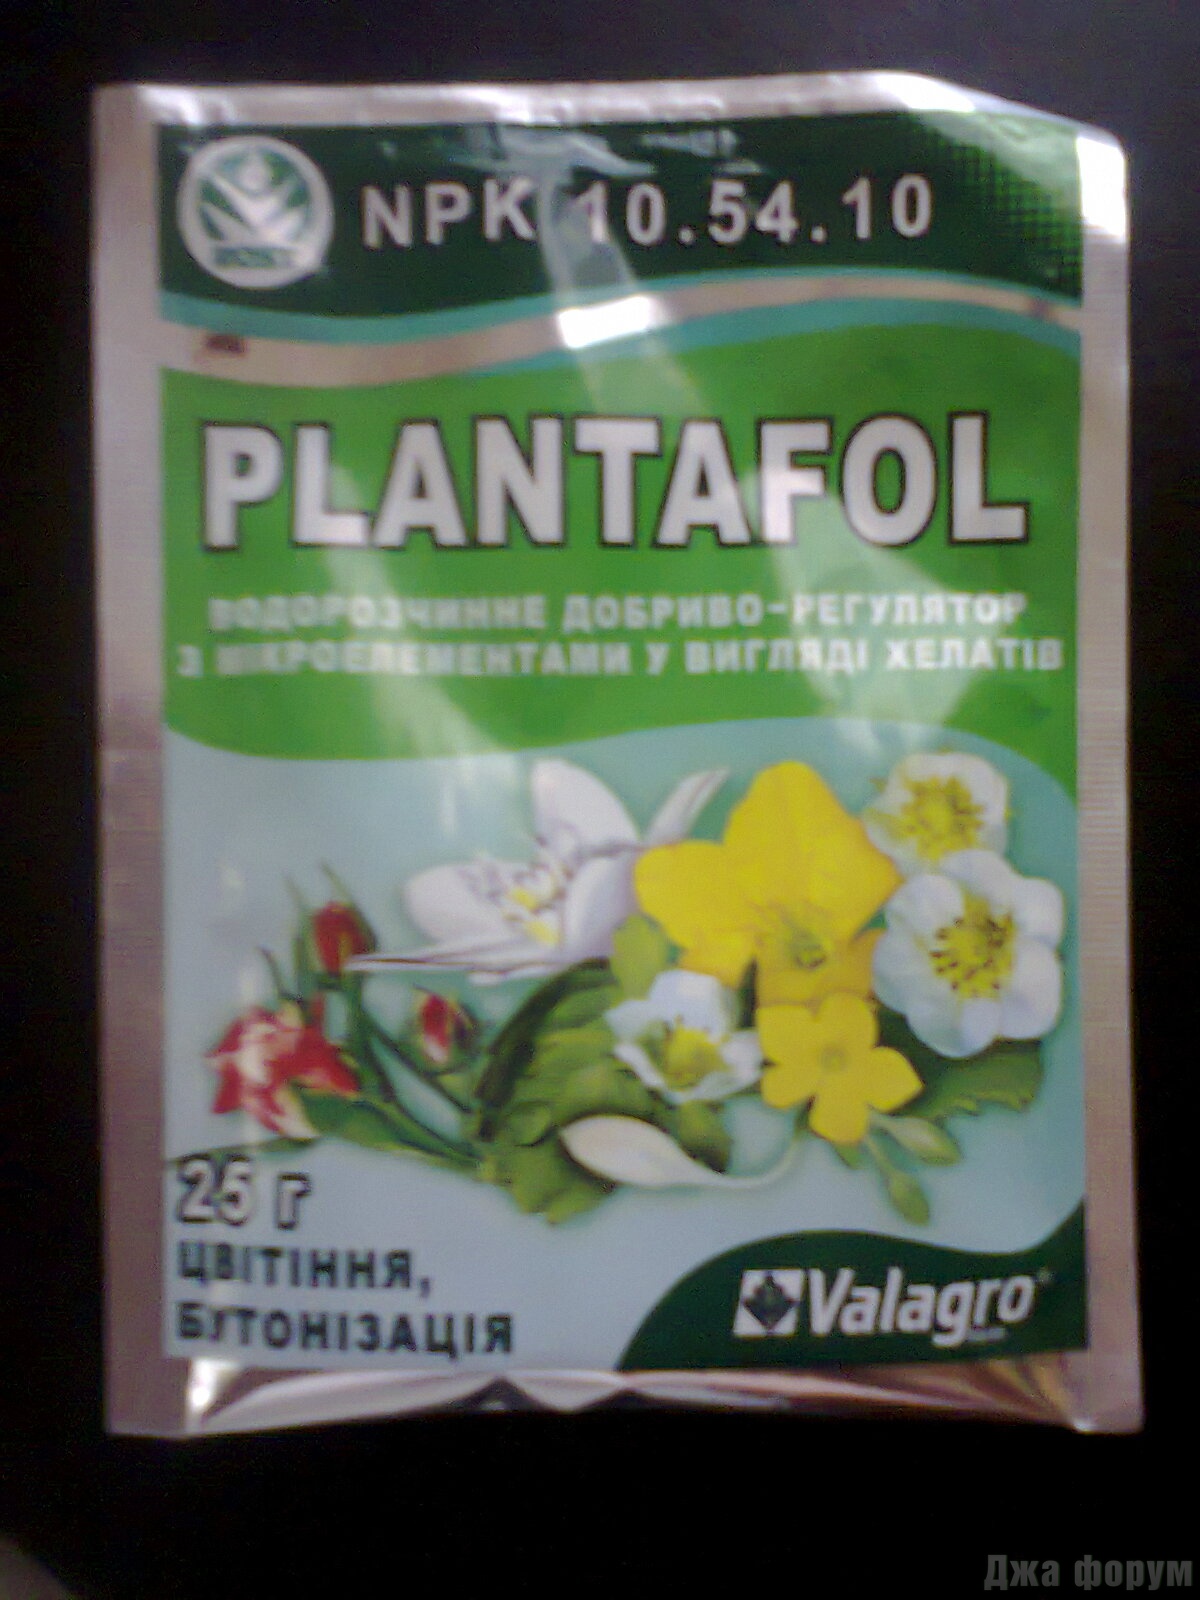 NPK 10.54.10
PLANTAFOL
ВОДОРОЗЧИННЕ ДОБРИВО-РЕГУЛЯТОР
З МІКРОЕЛЕМЕНТАМИ У ВИГЛЯДІ ХЕЛАТІВ
25 г
ЦВІТІННЯ,
БУТОНІЗАЦІЯ
Valagro
Джа форум